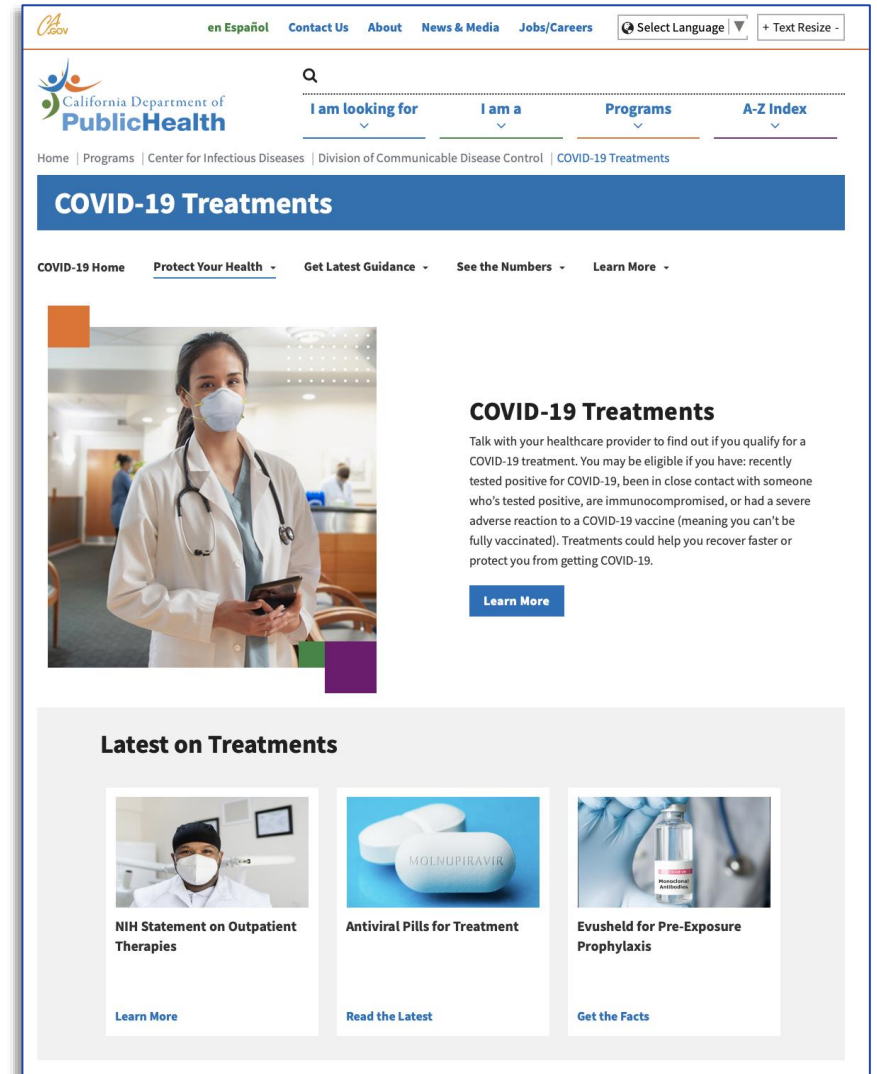 CA
.GOV
en Español Contact Us About News & Media Jobs/Careers Select Language ▼ + Text Resize -
California Department of
PublicHealth
I am looking for I am a Programs A-Z Index
Home | Programs | Center for Infectious Diseases | Division of Communicable Disease Control | COVID-19 Treatments
COVID-19 Treatments
COVID-19 Home Protect Your Health Get Latest Guidance See the Numbers Learn More
COVID-19 Treatments
Talk with your healthcare provider to find out if you qualify for a
COVID-19 treatment. You may be eligible if you have: recently
tested positive for COVID-19, been in close contact with someone
who's tested positive, are immunocompromised, or had a severe
adverse reaction to a COVID-19 vaccine (meaning you can't be
fully vaccinated). Treatments could help you recover faster or
protect you from getting COVID-19.
Learn More
Latest on Treatments
MOLNUPIRAVIR
Monoclonal
Antibodies
NIH Statement on Outpatient
Therapies
Antiviral Pills for Treatment
Evusheld for Pre-Exposure
Prophylaxis
Learn More
Read the Latest
Get the Facts